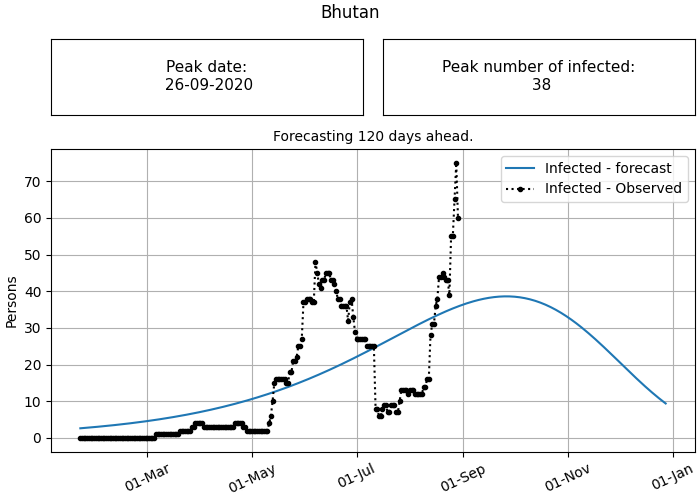 Bhutan
Peak date:
26-09-2020
Peak number of infected:
38
Forecasting 120 days ahead.
Infected - forecast
Infected - Observed
Persons
70
60
50
40
30
20
10
0
01-Mar
01-May
01-Jul
01-Sep
01-Nov
01-Jan